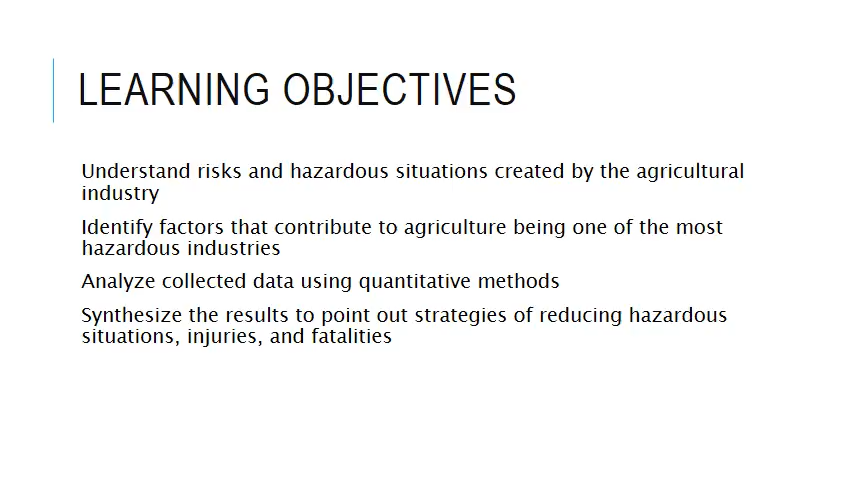 LEARNING OBJECTIVES
Understand risks and hazardous situations created by the agricultural
industry
Identify factors that contribute to agriculture being one of the most
hazardous industries
Analyze collected data using quantitative methods
Synthesize the results to point out strategies of reducing hazardous
situations, injuries, and fatalities